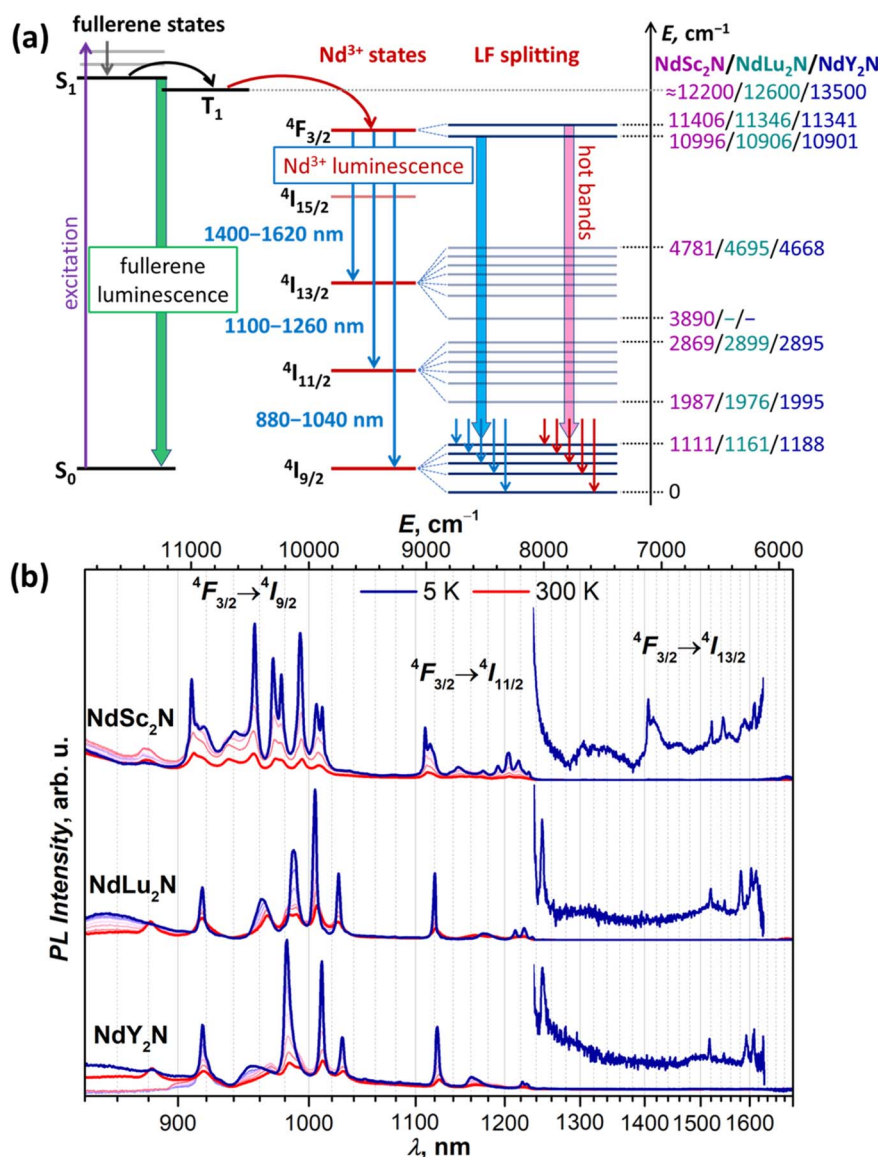 (a)
fullerene states
Nd³⁺ states
LF splitting
E, cm⁻¹
NdSc₂N/NdLu₂N/NdY₂N
S₁
T₁
≈12200/12600/13500
⁴F₃/₂
11406/11346/11341
10996/10906/10901
Nd³⁺ luminescence
hot bands
⁴I₁₅/₂
1400–1620 nm
excitation
fullerene
luminescence
4781/4695/4668
⁴I₁₃/₂
1100–1260 nm
3890/–/–
2869/2899/2895
⁴I₁₁/₂
880–1040 nm
1987/1976/1995
1111/1161/1188
S₀
⁴I₉/₂
0
E, cm⁻¹
11000 10000 9000 8000 7000 6000
(b)
⁴F₃/₂→⁴I₉/₂
5 K 300 K
⁴F₃/₂→⁴I₁₁/₂
⁴F₃/₂→⁴I₁₃/₂
NdSc₂N
NdLu₂N
NdY₂N
PL Intensity, arb. u.
900 1000 1100 1200 1300 1400 1500 1600
λ, nm